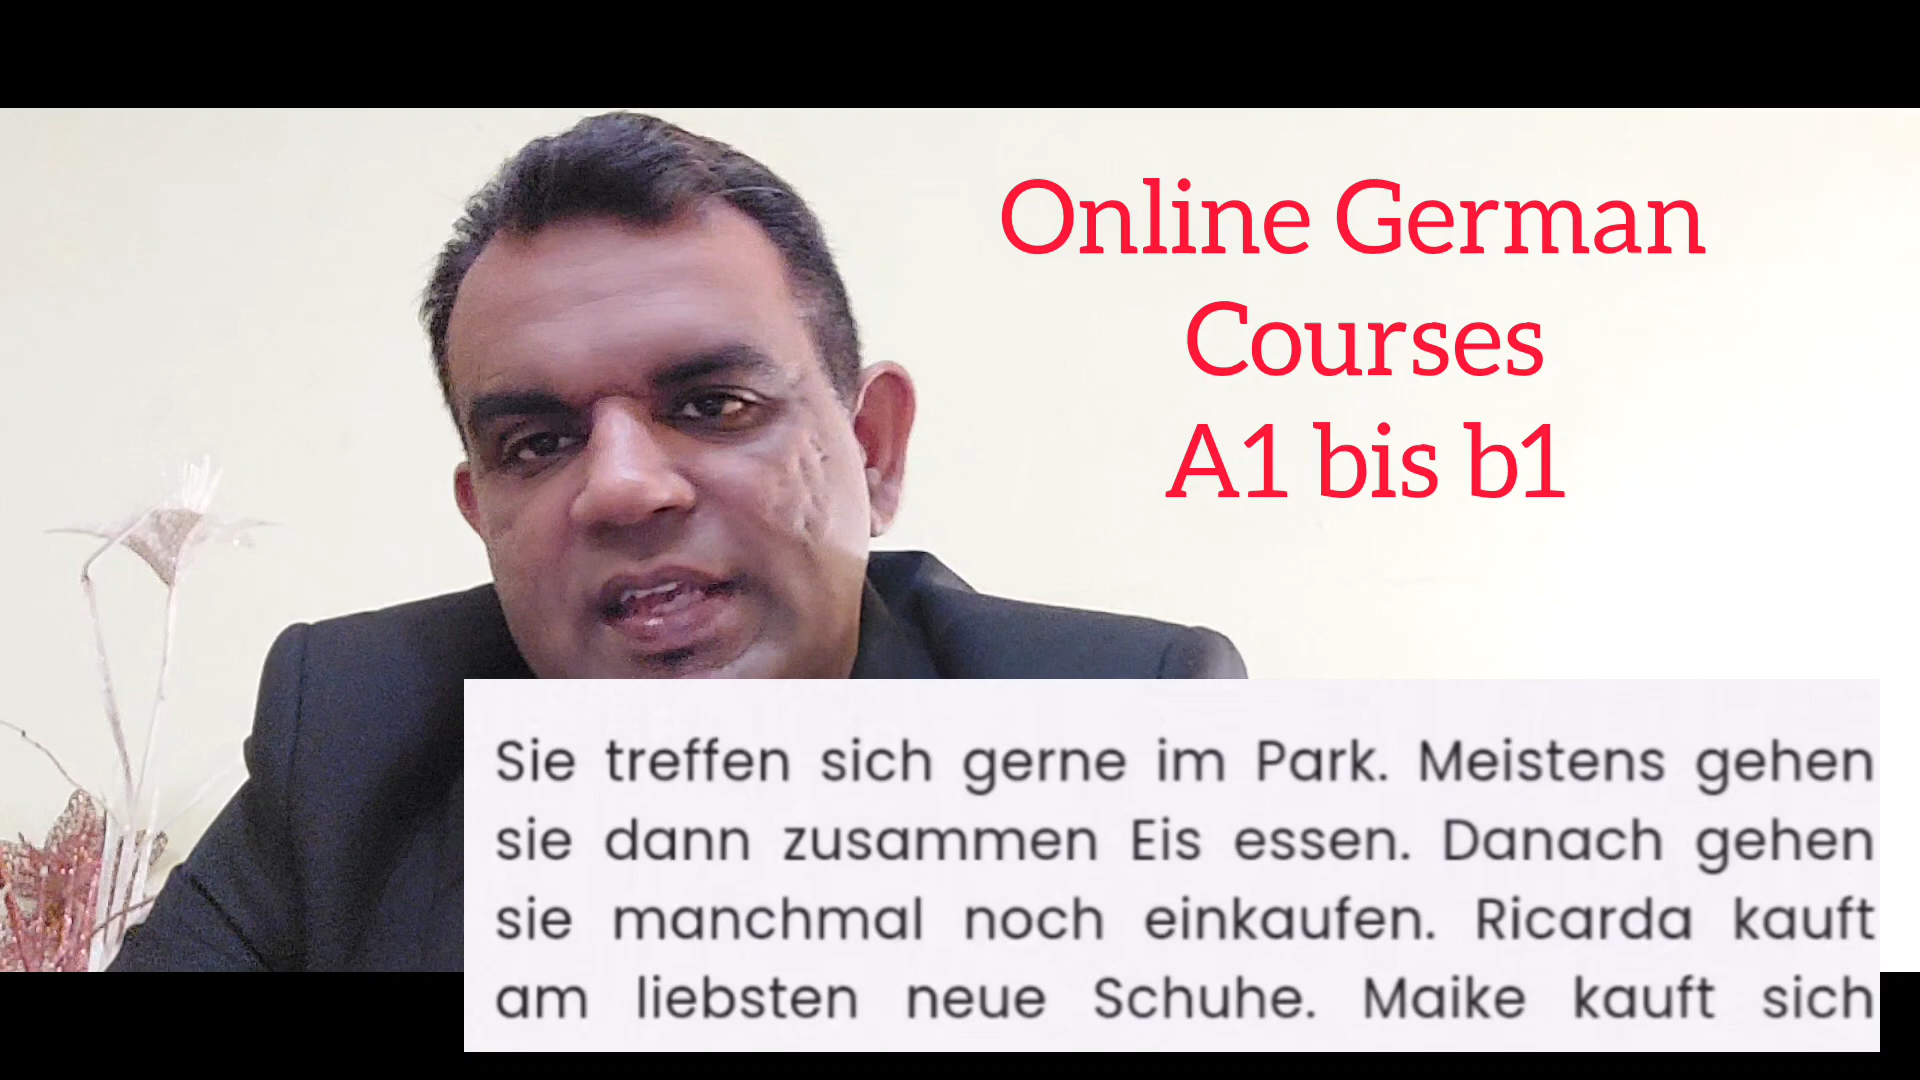 Online German
Courses
A1 bis b1
Sie treffen sich gerne im Park. Meistens gehen
sie dann zusammen Eis essen. Danach gehen
sie manchmal noch einkaufen. Ricarda kauft
am liebsten neue Schuhe. Maike kauft sich